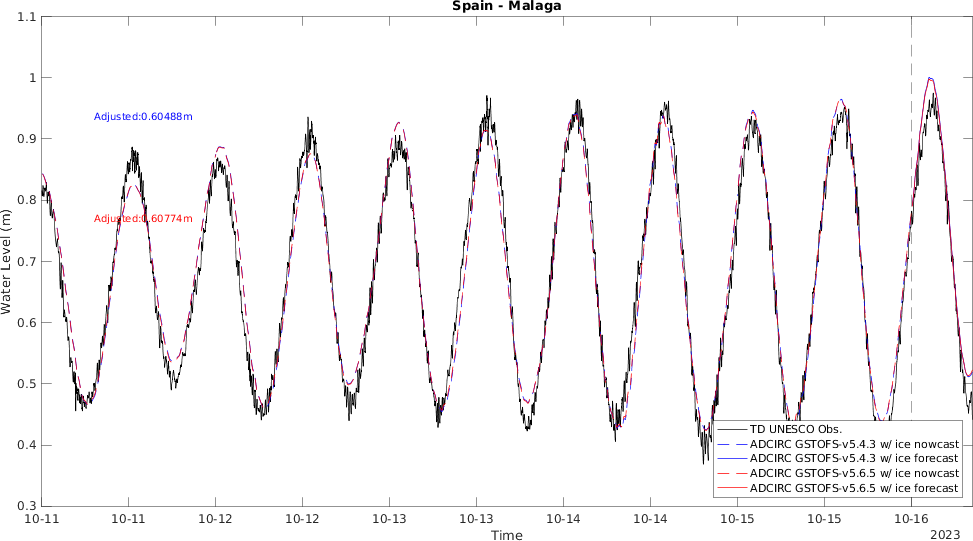 Spain - Malaga
1.1
1
0.9
0.8
0.7
0.6
0.5
0.4
0.3
Water Level (m)
Adjusted:0.60488m
Adjusted:0.60774m
TD UNESCO Obs.
ADCIRC GSTOFS-v5.4.3 w/ ice nowcast
ADCIRC GSTOFS-v5.4.3 w/ ice forecast
ADCIRC GSTOFS-v5.6.5 w/ ice nowcast
ADCIRC GSTOFS-v5.6.5 w/ ice forecast
10-11 10-11 10-12 10-12 10-13 10-13 10-14 10-14 10-15 10-15 10-16
Time
2023